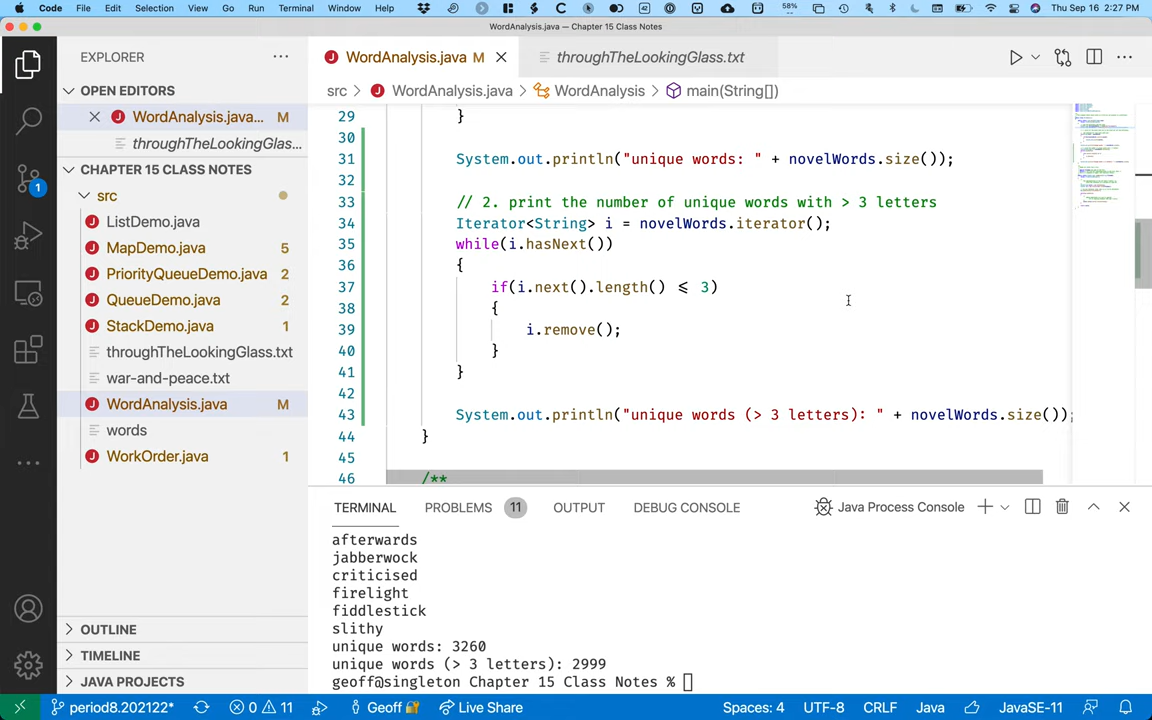 Code File Edit Selection View Go Run Terminal Window Help 58% Thu Sep 16 2:27 PM
WordAnalysis.java — Chapter 15 Class Notes
EXPLORER
OPEN EDITORS
WordAnalysis.java... M
throughTheLookingGlas...
CHAPTER 15 CLASS NOTES
src
ListDemo.java
MapDemo.java 5
PriorityQueueDemo.java 2
QueueDemo.java 2
StackDemo.java 1
throughTheLookingGlass.txt
war-and-peace.txt
WordAnalysis.java M
words
WorkOrder.java 1
OUTLINE
TIMELINE
JAVA PROJECTS
1
WordAnalysis.java M
throughTheLookingGlass.txt
src > WordAnalysis.java > WordAnalysis > main(String[])
29 }
30
31 System.out.println("unique words: " + novelWords.size());
32
33 // 2. print the number of unique words with > 3 letters
34 Iterator<String> i = novelWords.iterator();
35 while(i.hasNext())
36 {
37 if(i.next().length() <= 3)
38 {
39 i.remove();
40 }
41 }
42
43 System.out.println("unique words (> 3 letters): " + novelWords.size());
44 }
45
46 /**
TERMINAL PROBLEMS 11 OUTPUT DEBUG CONSOLE Java Process Console
afterwards
jabberwock
criticised
firelight
fiddlestick
slithy
unique words: 3260
unique words (> 3 letters): 2999
geoff@singleton Chapter 15 Class Notes %
period8.202122* 0 11 Geoff Live Share Spaces: 4 UTF-8 CRLF Java JavaSE-11